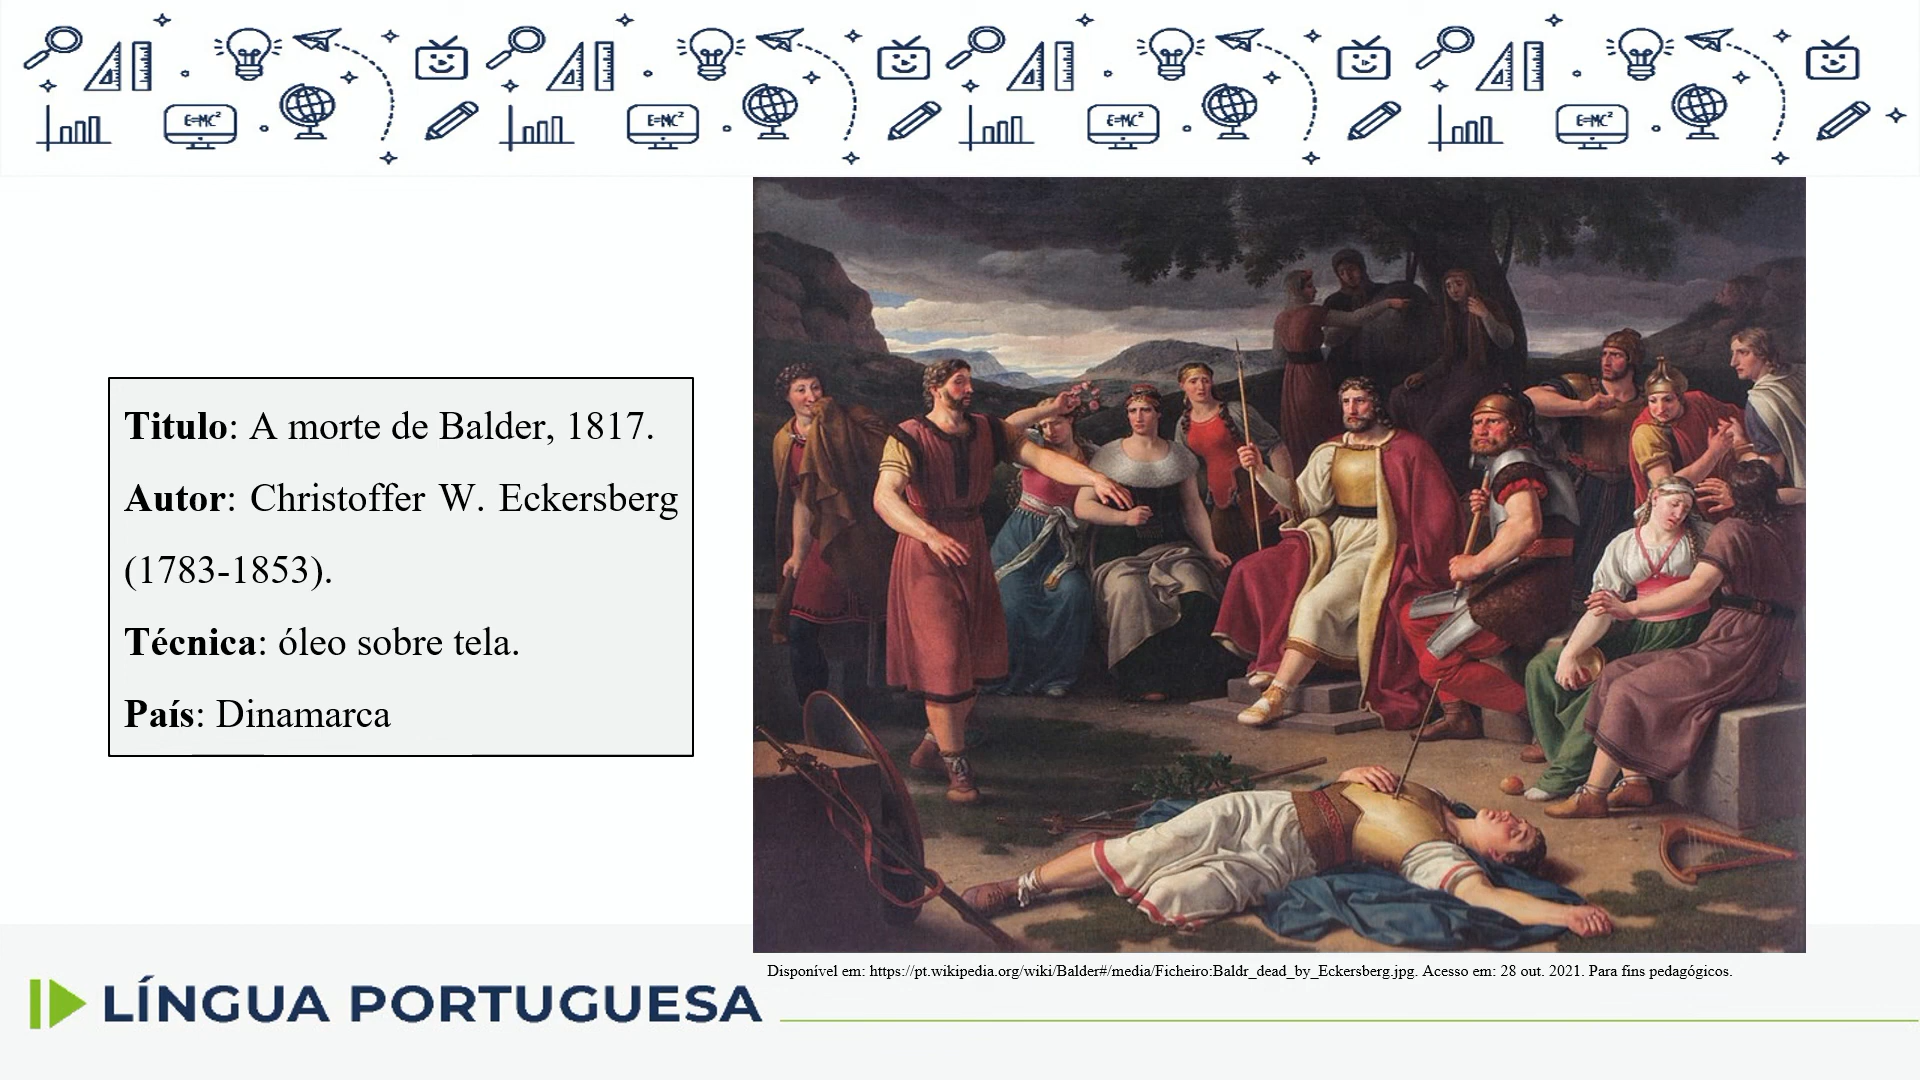 E=MC²
E=MC²
E=MC²
E=MC²
Titulo: A morte de Balder, 1817.
Autor: Christoffer W. Eckersberg
(1783-1853).
Técnica: óleo sobre tela.
País: Dinamarca
Disponível em: https://pt.wikipedia.org/wiki/Balder#/media/Ficheiro:Baldr_dead_by_Eckersberg.jpg. Acesso em: 28 out. 2021. Para fins pedagógicos.
LÍNGUA PORTUGUESA